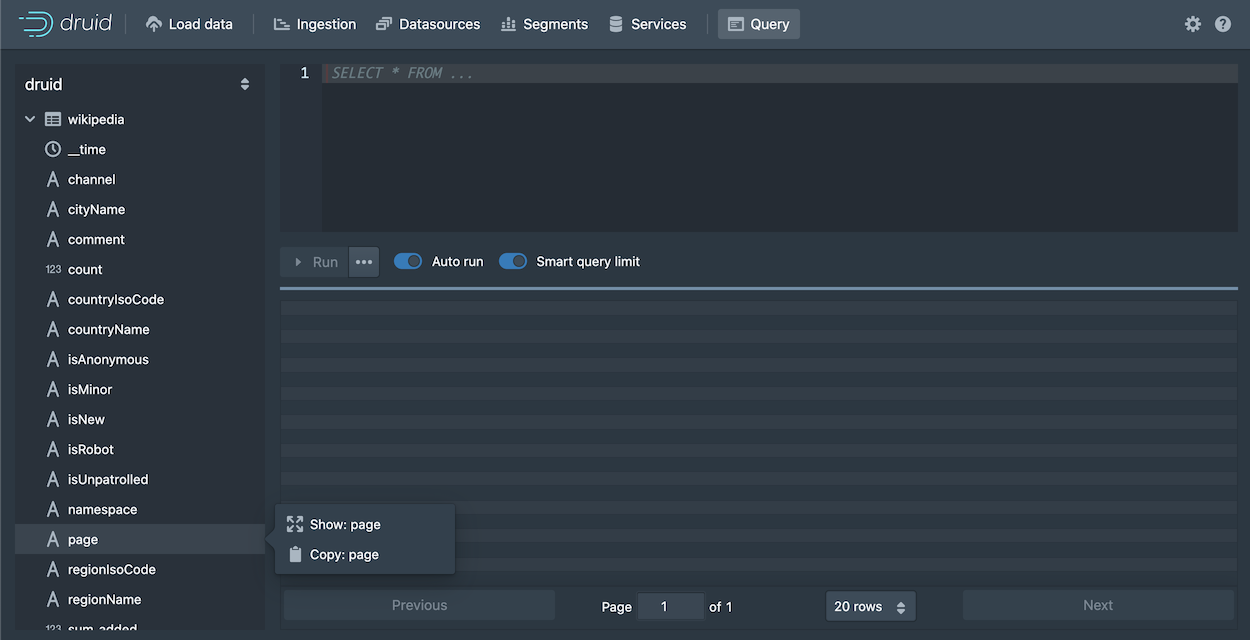 druid
Load data
Ingestion
Datasources
Segments
Services
Query
druid
wikipedia
__time
channel
cityName
comment
123 count
countryIsoCode
countryName
isAnonymous
isMinor
isNew
isRobot
isUnpatrolled
namespace
page
regionIsoCode
regionName
123 sum_added
1 SELECT * FROM ...
Run
Auto run
Smart query limit
Show: page
Copy: page
Previous
Page 1 of 1
20 rows
Next